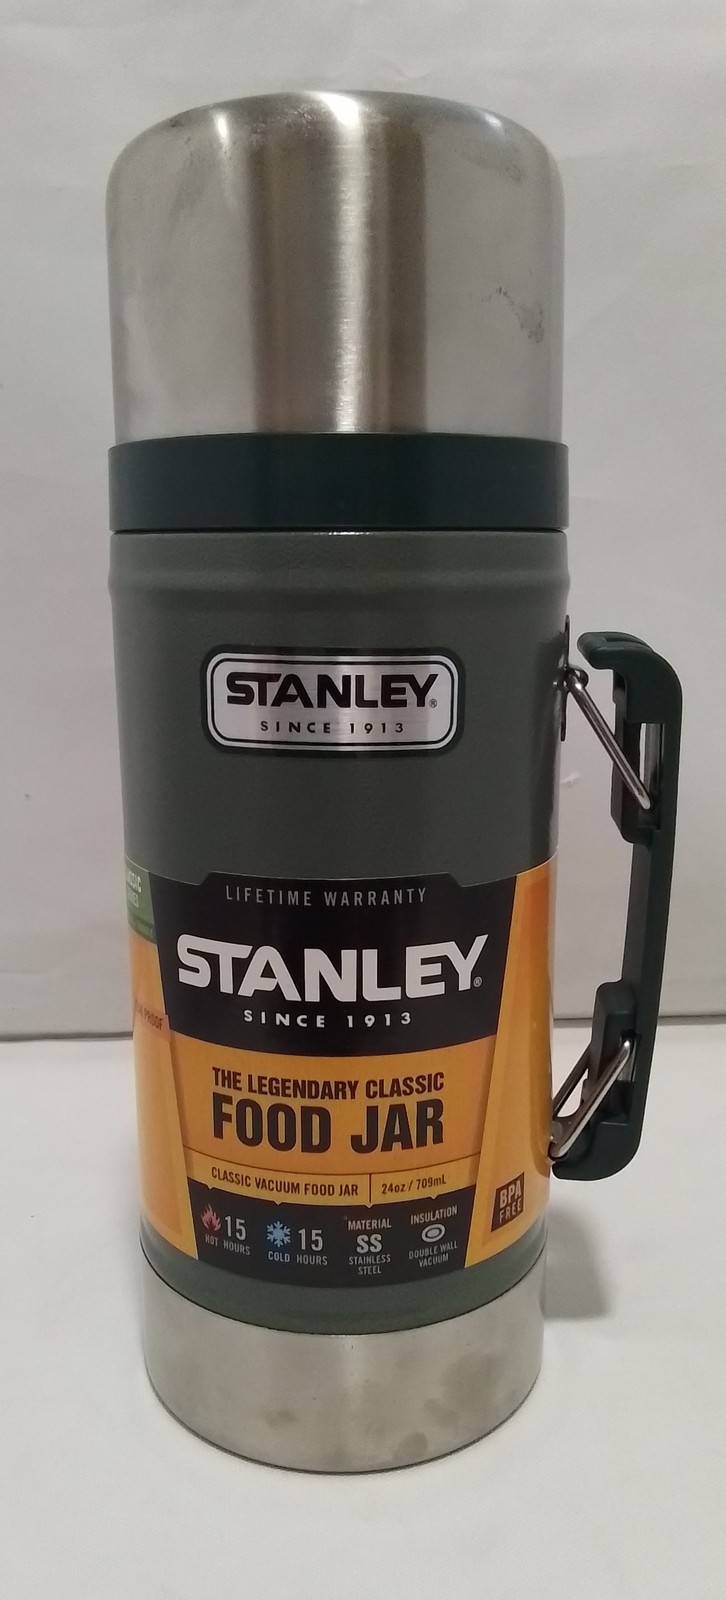 STANLEY®
SINCE 1913
LIFETIME WARRANTY
STANLEY®
SINCE 1913
PROOF
THE LEGENDARY CLASSIC
FOOD JAR
CLASSIC VACUUM FOOD JAR
24oz / 709mL
BPA
FREE
15
HOT HOURS
15
COLD HOURS
MATERIAL
SS
STAINLESS
STEEL
INSULATION
DOUBLE WALL
VACUUM